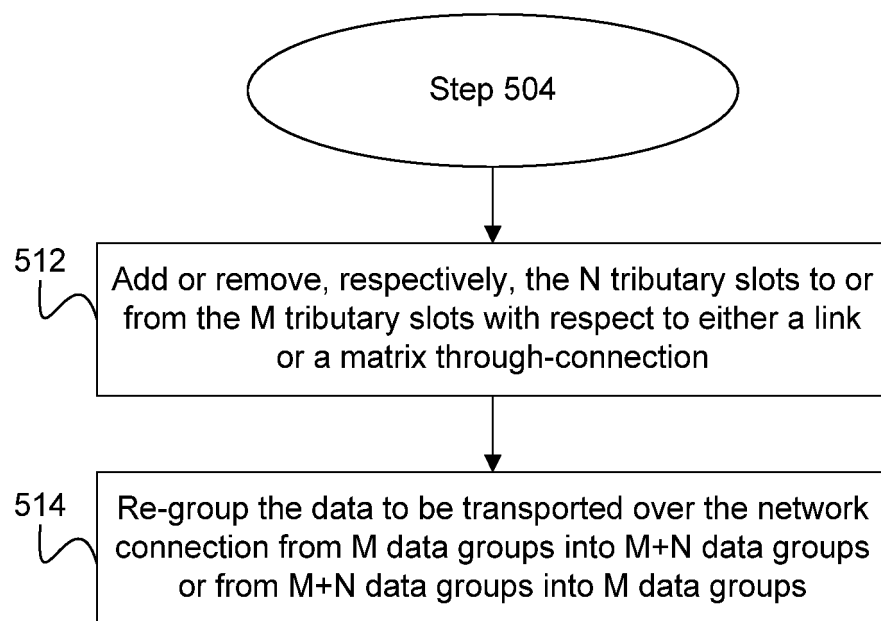 Step 504
512
Add or remove, respectively, the N tributary slots to or
from the M tributary slots with respect to either a link
or a matrix through-connection
514
Re-group the data to be transported over the network
connection from M data groups into M+N data groups
or from M+N data groups into M data groups